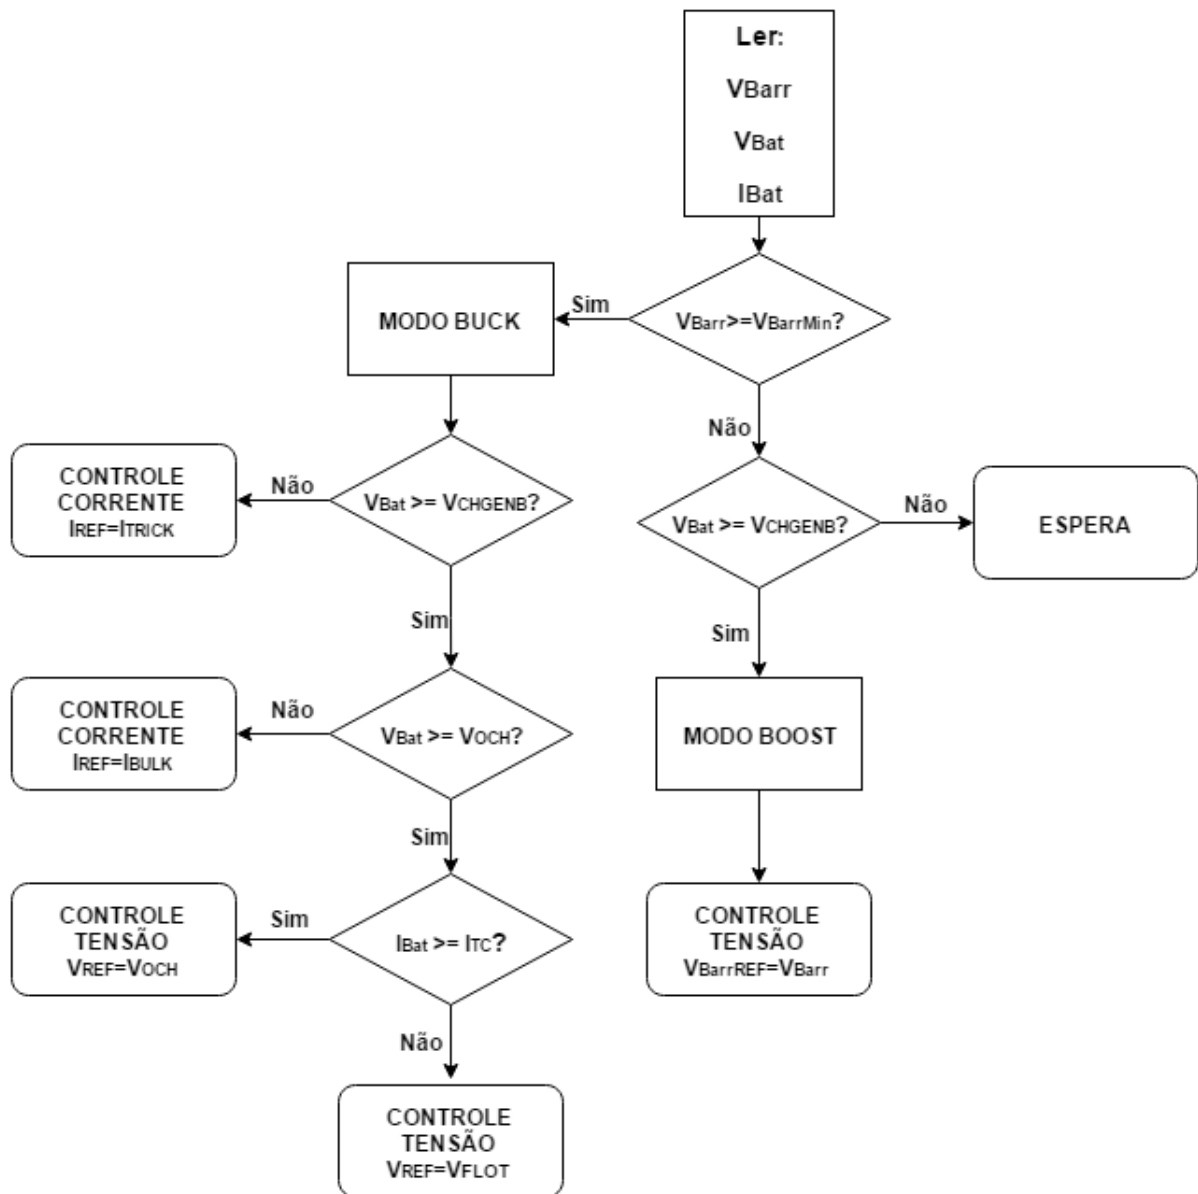 Ler:
VBarr
VBat
IBat
VBarr>=VBarrMin?
Sim
MODO BUCK
Não
VBat >= VCHGENB?
Não
CONTROLE
CORRENTE
IREF=ITRICK
VBat >= VCHGENB?
Não
ESPERA
Sim
Sim
VBat >= VOCH?
Não
CONTROLE
CORRENTE
IREF=IBULK
MODO BOOST
Sim
IBat >= ITC?
Sim
CONTROLE
TENSÃO
VREF=VOCH
CONTROLE
TENSÃO
VBarrREF=VBarr
Não
CONTROLE
TENSÃO
VREF=VFLOT